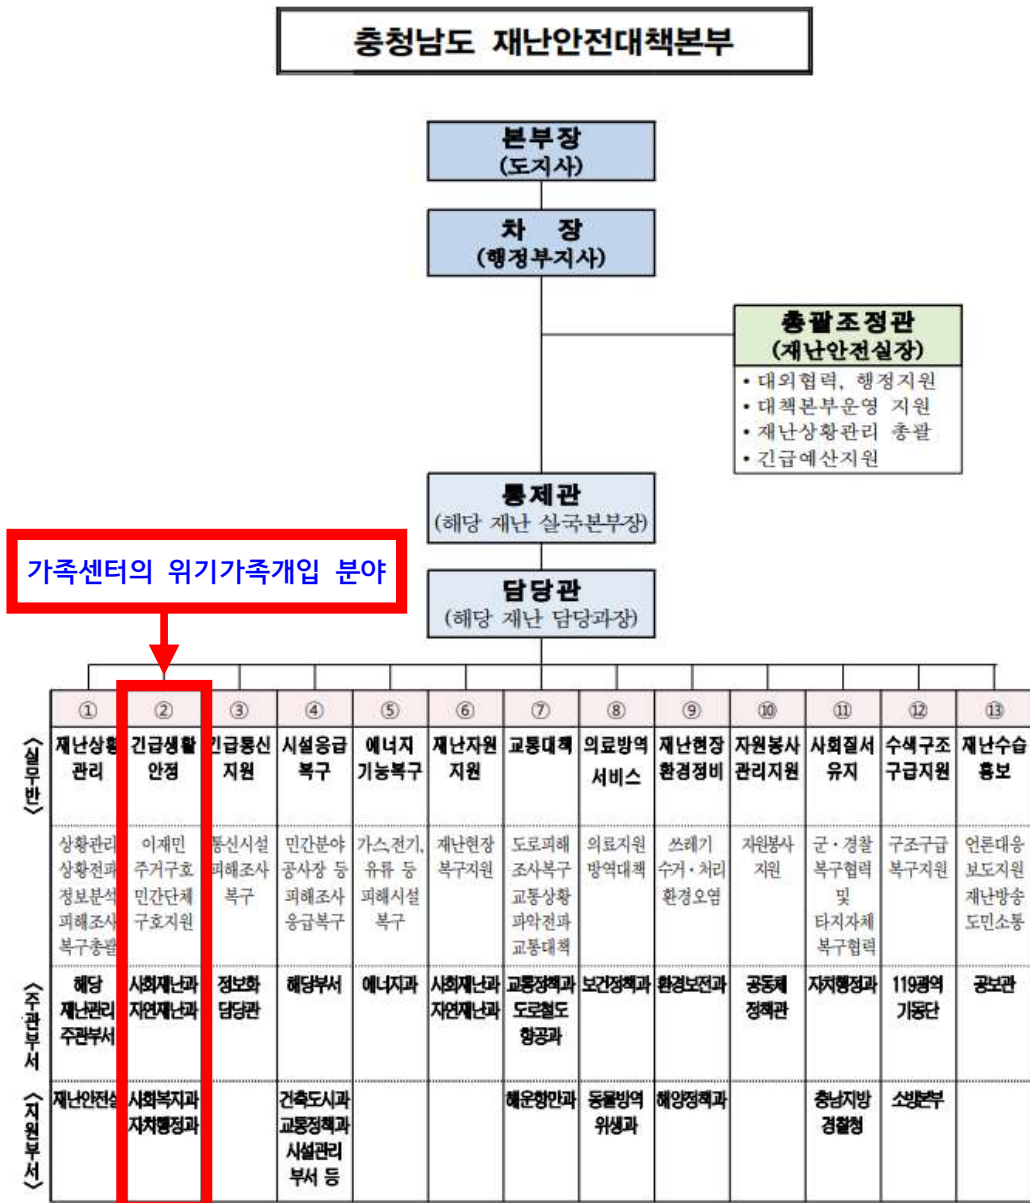 충청남도 재난안전대책본부
본부장
(도지사)
차 장
(행정부지사)
총괄조정관
(재난안전실장)
• 대외협력, 행정지원
• 대책본부운영 지원
• 재난상황관리 총괄
• 긴급예산지원
통제관
(해당 재난 실국본부장)
가족센터의 위기가족개입 분야
담당관
(해당 재난 담당과장)
① ② ③ ④ ⑤ ⑥ ⑦ ⑧ ⑨ ⑩ ⑪ ⑫ ⑬
〈실무반〉
재난상황
관리
긴급생활
안정
긴급통신
지원
시설응급
복구
에너지
기능복구
재난자원
지원
교통대책
의료방역
서비스
재난현장
환경정비
자원봉사
관리지원
사회질서
유지
수색구조
구급지원
재난수습
홍보
상황관리
상황전파
정보분석
피해조사
복구총괄
이재민
주거구호
민간단체
구호지원
통신시설
피해조사
복구
민간분야
공사장 등
피해조사
응급복구
가스,전기,
유류 등
피해시설
복구
재난현장
복구지원
도로피해
조사복구
교통상황
파악전파
교통대책
의료지원
방역대책
쓰레기
수거·처리
환경오염
자원봉사
지원
군·경찰
복구협력
및
타지자체
복구협력
구조구급
복구지원
언론대응
보도지원
재난방송
도민소통
〈주관부서〉
해당
재난관리
주관부서
사회재난과
자연재난과
정보화
담당관
해당부서
에너지과
사회재난과
자연재난과
교통정책과
도로철도
항공과
보건정책과
환경보전과
공동체
정책관
자치행정과
119광역
기동단
공보관
〈지원부서〉
재난안전실
사회복지과
자치행정과
건축도시과
교통정책과
시설관리
부서 등
해운항만과
동물방역
위생과
해양정책과
충남지방
경찰청
소방본부